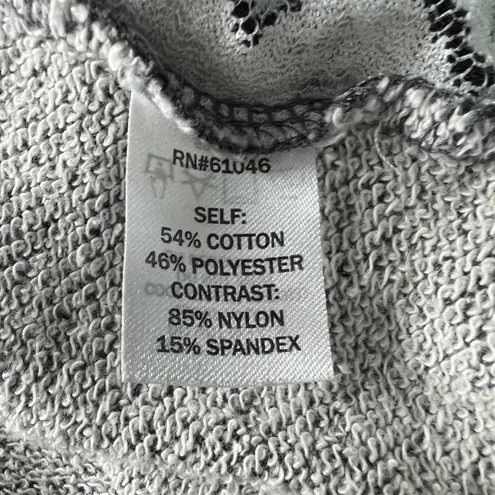 RN#61046
SELF:
54% COTTON
46% POLYESTER
CONTRAST:
85% NYLON
15% SPANDEX